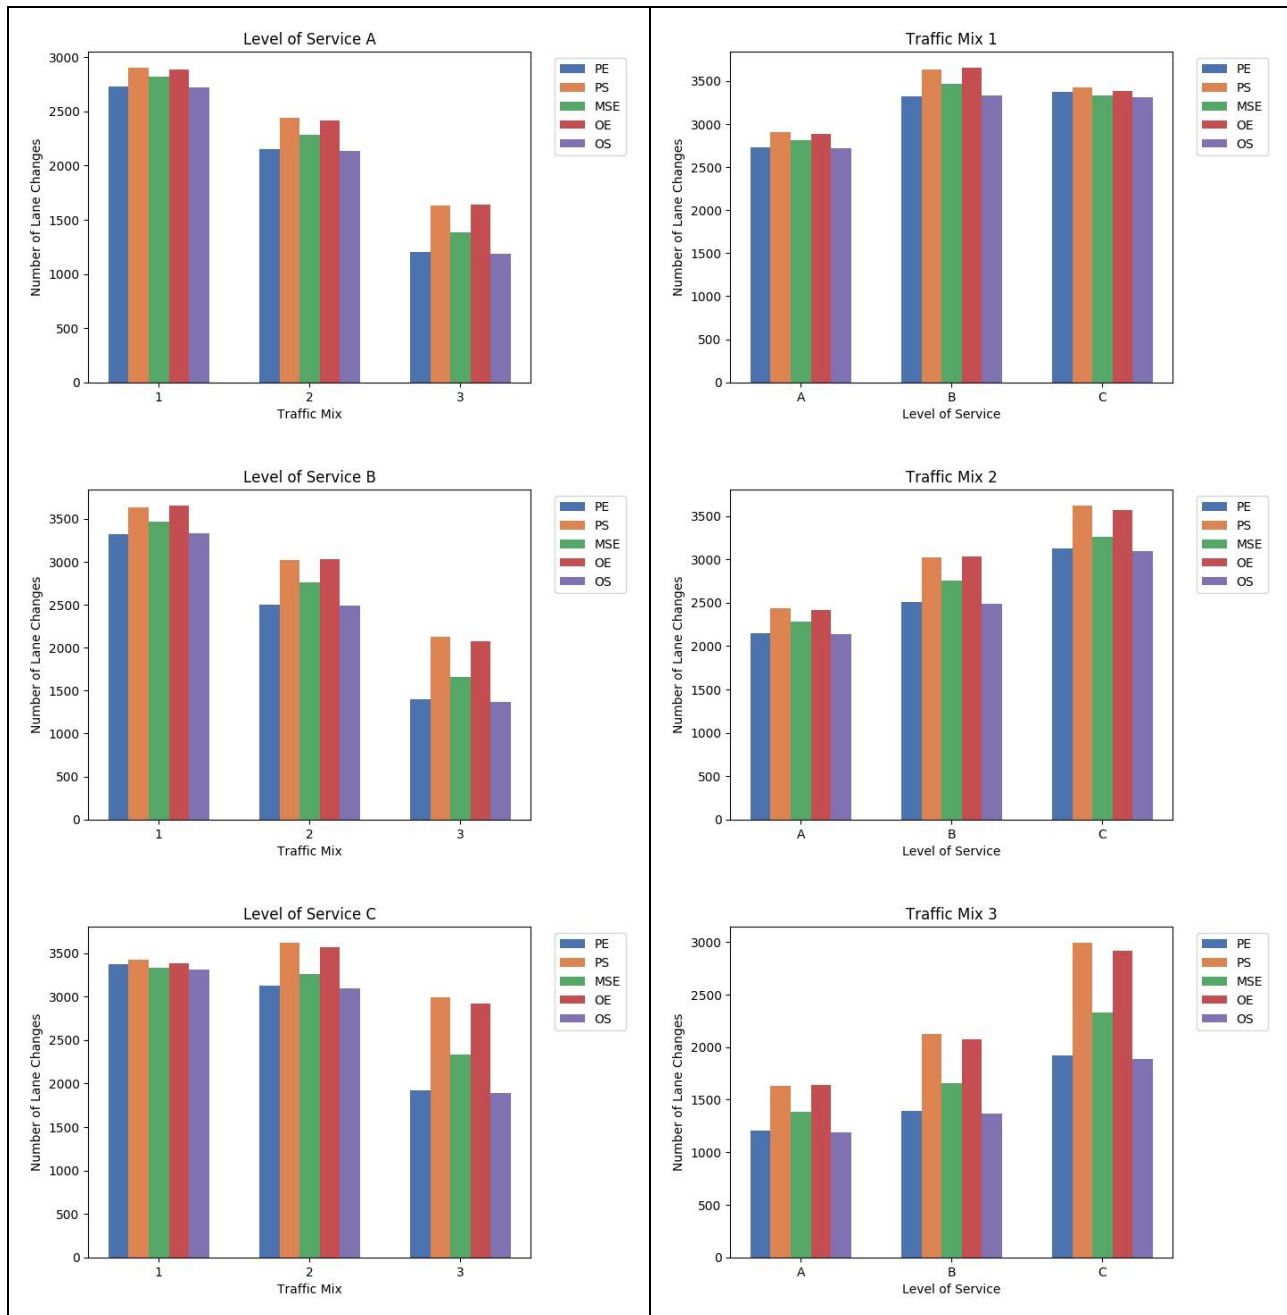 Level of Service A
3000
2500
2000
1500
1000
500
0
Number of Lane Changes
1 2 3
Traffic Mix
PE
PS
MSE
OE
OS
Traffic Mix 1
3500
3000
2500
2000
1500
1000
500
0
Number of Lane Changes
A B C
Level of Service
PE
PS
MSE
OE
OS
Level of Service B
3500
3000
2500
2000
1500
1000
500
0
Number of Lane Changes
1 2 3
Traffic Mix
PE
PS
MSE
OE
OS
Traffic Mix 2
3500
3000
2500
2000
1500
1000
500
0
Number of Lane Changes
A B C
Level of Service
PE
PS
MSE
OE
OS
Level of Service C
3500
3000
2500
2000
1500
1000
500
0
Number of Lane Changes
1 2 3
Traffic Mix
PE
PS
MSE
OE
OS
Traffic Mix 3
3000
2500
2000
1500
1000
500
0
Number of Lane Changes
A B C
Level of Service
PE
PS
MSE
OE
OS